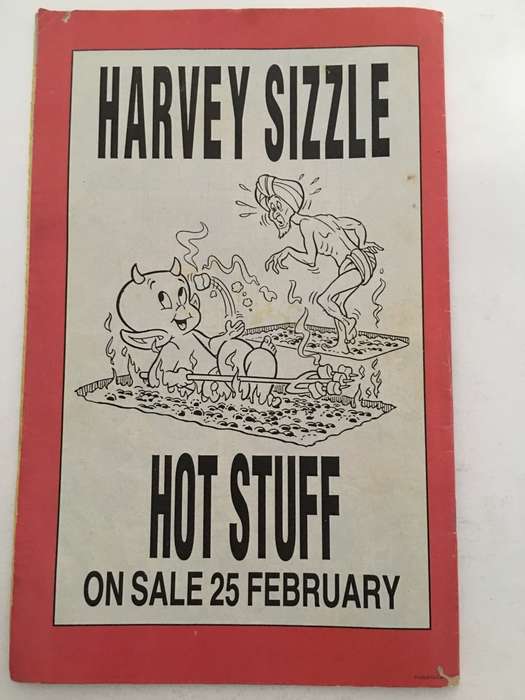 HARVEY SIZZLE
HOT STUFF
ON SALE 25 FEBRUARY